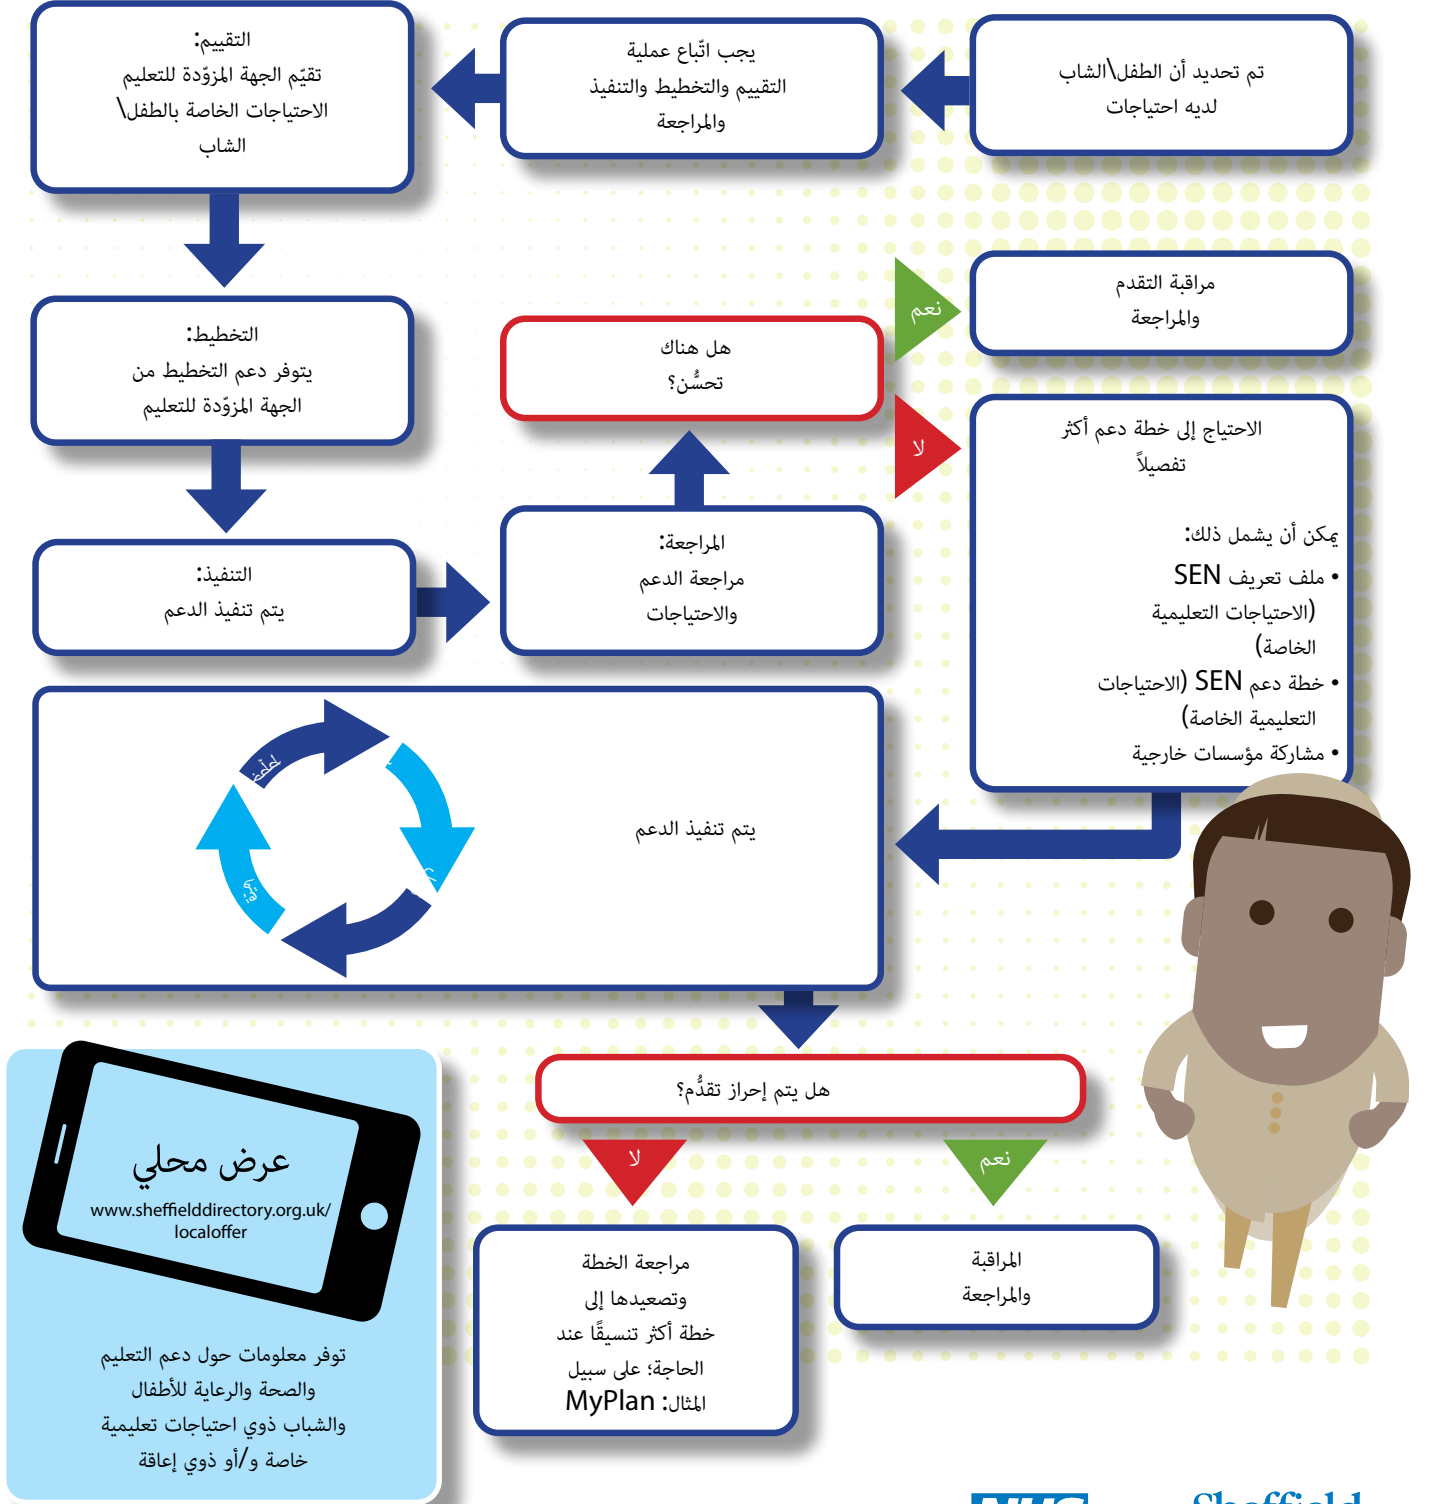 تم تحديد أن الطفل\الشاب
لديه احتياجات
يجب اتّباع عملية
التقييم والتخطيط والتنفيذ
والمراجعة
التقييم:
تقيّم الجهة المزوّدة للتعليم
الاحتياجات الخاصة بالطفل\
الشاب
التخطيط:
يتوفر دعم التخطيط من
الجهة المزوّدة للتعليم
التنفيذ:
يتم تنفيذ الدعم
المراجعة:
مراجعة الدعم
والاحتياجات
هل هناك
تحسُّن؟
نعم
مراقبة التقدم
والمراجعة
لا
الاحتياج إلى خطة دعم أكثر
تفصيلاً
يمكن أن يشمل ذلك:
• ملف تعريف SEN
(الاحتياجات التعليمية
الخاصة)
• خطة دعم SEN (الاحتياجات
التعليمية الخاصة)
• مشاركة مؤسسات خارجية
يتم تنفيذ الدعم
هل يتم إحراز تقدُّم؟
نعم
لا
المراقبة
والمراجعة
مراجعة الخطة
وتصعيدها إلى
خطة أكثر تنسيقًا عند
الحاجة؛ على سبيل
المثال: MyPlan
عرض محلي
www.sheffielddirectory.org.uk/
localoffer
توفر معلومات حول دعم التعليم
والصحة والرعاية للأطفال
والشباب ذوي احتياجات تعليمية
خاصة و/أو ذوي إعاقة
NHS
Sheffield